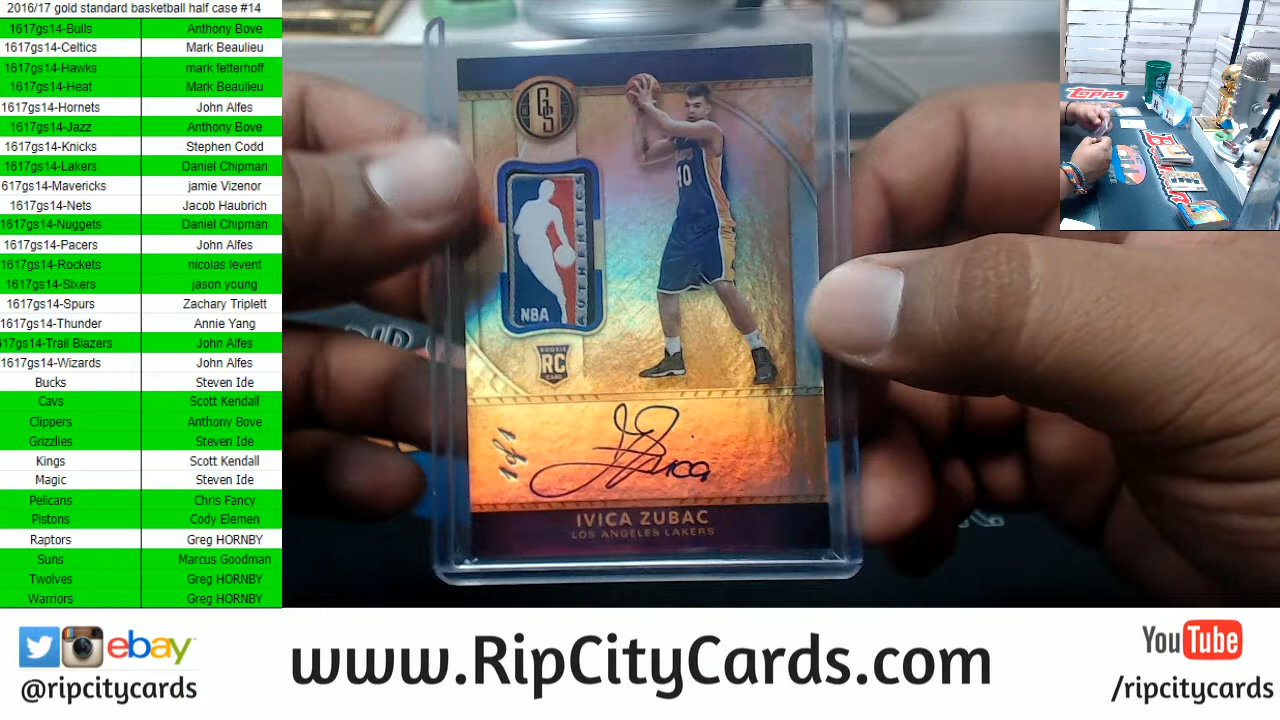 2016/17 gold standard basketball half case #14
1617gs14-Bulls Anthony Bove
1617gs14-Celtics Mark Beaulieu
1617gs14-Hawks mark fetterhoff
1617gs14-Heat Mark Beaulieu
1617gs14-Hornets John Alfes
1617gs14-Jazz Anthony Bove
1617gs14-Knicks Stephen Codd
1617gs14-Lakers Daniel Chipman
617gs14-Mavericks jamie Vizenor
1617gs14-Nets Jacob Haubrich
1617gs14-Nuggets Daniel Chipman
1617gs14-Pacers John Alfes
1617gs14-Rockets nicolas levent
1617gs14-Sixers jason young
1617gs14-Spurs Zachary Triplett
1617gs14-Thunder Annie Yang
17gs14-Trail Blazers John Alfes
1617gs14-Wizards John Alfes
Bucks Steven Ide
Cavs Scott Kendall
Clippers Anthony Bove
Grizzlies Steven Ide
Kings Scott Kendall
Magic Steven Ide
Pelicans Chris Fancy
Pistons Cody Elemen
Raptors Greg HORNBY
Suns Marcus Goodman
Twolves Greg HORNBY
Warriors Greg HORNBY
GS
40
NBA
AUTHENTICS
ROOKIE
RC
CARD
1 of 1
IVICA ZUBAC
LOS ANGELES LAKERS
Topps
ebay
@ripcitycards
www.RipCityCards.com
YouTube
/ripcitycards